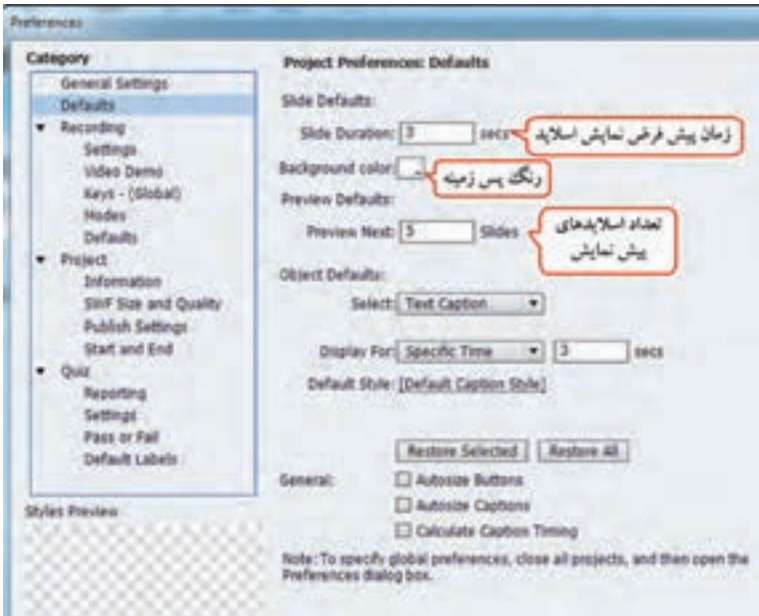 Preferences
Category
General Settings
Defaults
Recording
Settings
Video Demo
Keys - (Global)
Modes
Defaults
Project
Information
SWF Size and Quality
Publish Settings
Start and End
Quiz
Reporting
Settings
Pass or Fail
Default Labels
Styles Preview
Project Preferences: Defaults
Slide Defaults:
Slide Duration: 3 secs
زمان پیش فرض نمایش اسلاید
Background color:
رنگ پس زمینه
Preview Defaults:
Preview Next: 5 Slides
تعداد اسلایدهای
پیش نمایش
Object Defaults:
Select: Text Caption
Display For: Specific Time 3 secs
Default Style: [Default Caption Style]
Restore Selected Restore All
General: Autosize Buttons
Autosize Captions
Calculate Caption Timing
Note: To specify global preferences, close all projects, and then open the
Preferences dialog box.